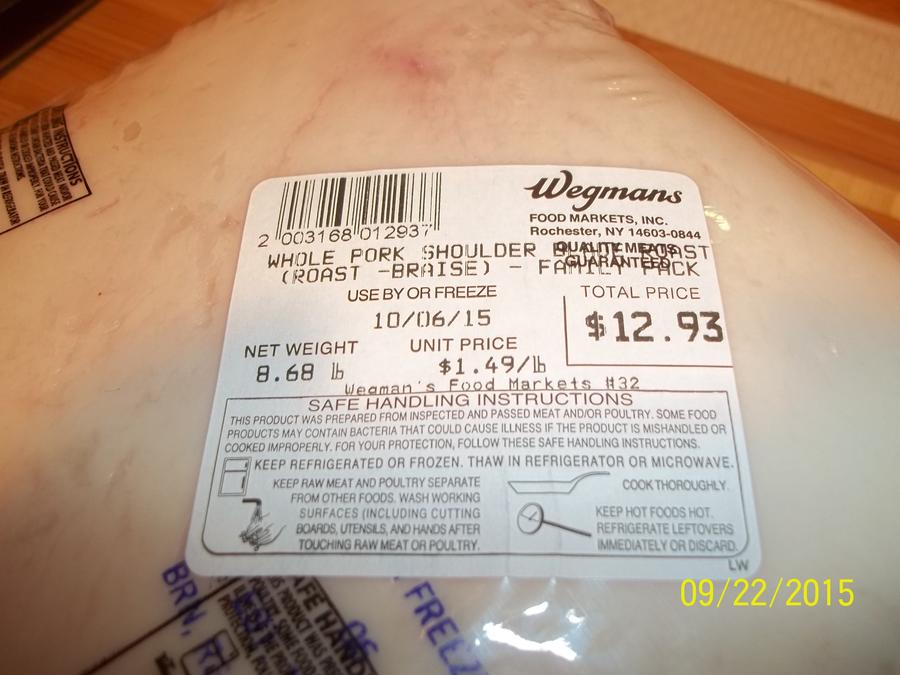 INSTRUCTIONS
2 003168 012937
Wegmans
FOOD MARKETS, INC.
Rochester, NY 14603-0844
QUALITY MEATS
GUARANTEED
WHOLE PORK SHOULDER ROAST
(ROAST -BRAISE) - FAMILY PACK
USE BY OR FREEZE
10/06/15
TOTAL PRICE
$12.93
NET WEIGHT
8.68 lb
UNIT PRICE
$1.49/lb
Wegman's Food Markets #32
SAFE HANDLING INSTRUCTIONS
THIS PRODUCT WAS PREPARED FROM INSPECTED AND PASSED MEAT AND/OR POULTRY. SOME FOOD
PRODUCTS MAY CONTAIN BACTERIA THAT COULD CAUSE ILLNESS IF THE PRODUCT IS MISHANDLED OR
COOKED IMPROPERLY. FOR YOUR PROTECTION, FOLLOW THESE SAFE HANDLING INSTRUCTIONS.
KEEP REFRIGERATED OR FROZEN. THAW IN REFRIGERATOR OR MICROWAVE.
KEEP RAW MEAT AND POULTRY SEPARATE
FROM OTHER FOODS. WASH WORKING
SURFACES (INCLUDING CUTTING
BOARDS, UTENSILS, AND HANDS AFTER
TOUCHING RAW MEAT OR POULTRY.
COOK THOROUGHLY.
KEEP HOT FOODS HOT.
REFRIGERATE LEFTOVERS
IMMEDIATELY OR DISCARD.
LW
09/22/2015